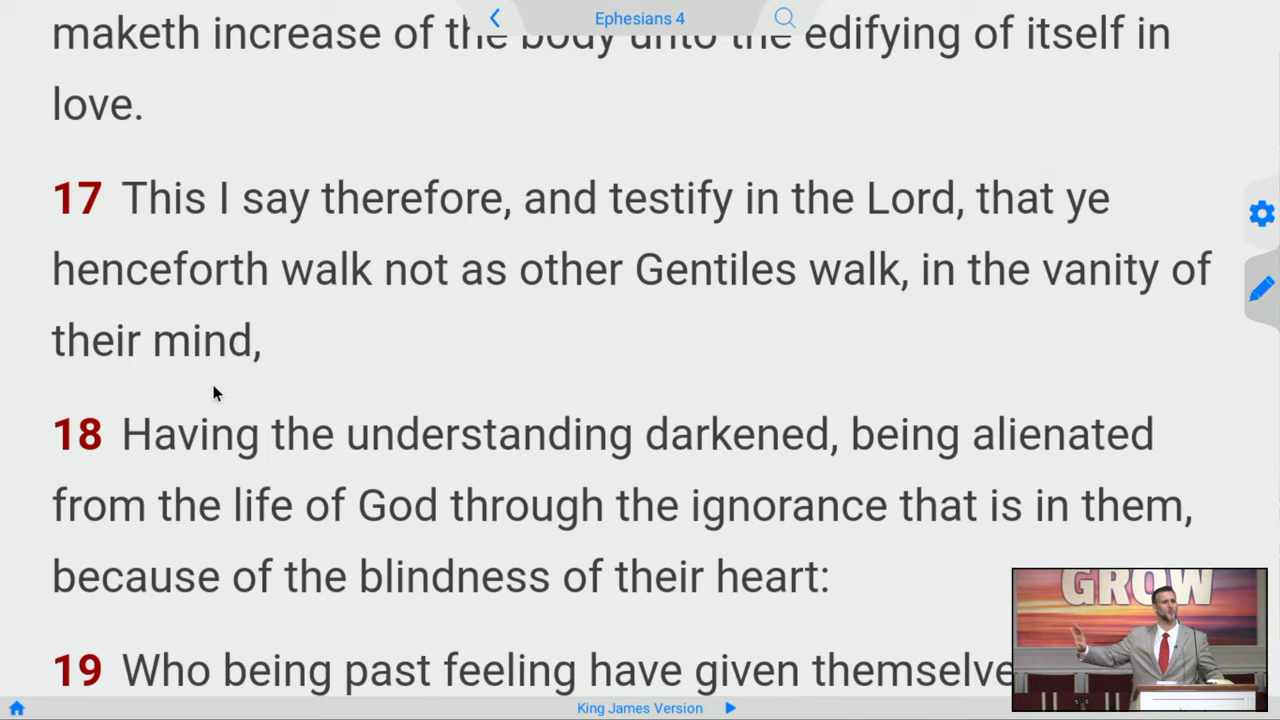 Ephesians 4
maketh increase of the body unto the edifying of itself in
love.
17 This I say therefore, and testify in the Lord, that ye
henceforth walk not as other Gentiles walk, in the vanity of
their mind,
18 Having the understanding darkened, being alienated
from the life of God through the ignorance that is in them,
because of the blindness of their heart:
19 Who being past feeling have given themselve
GROW
King James Version